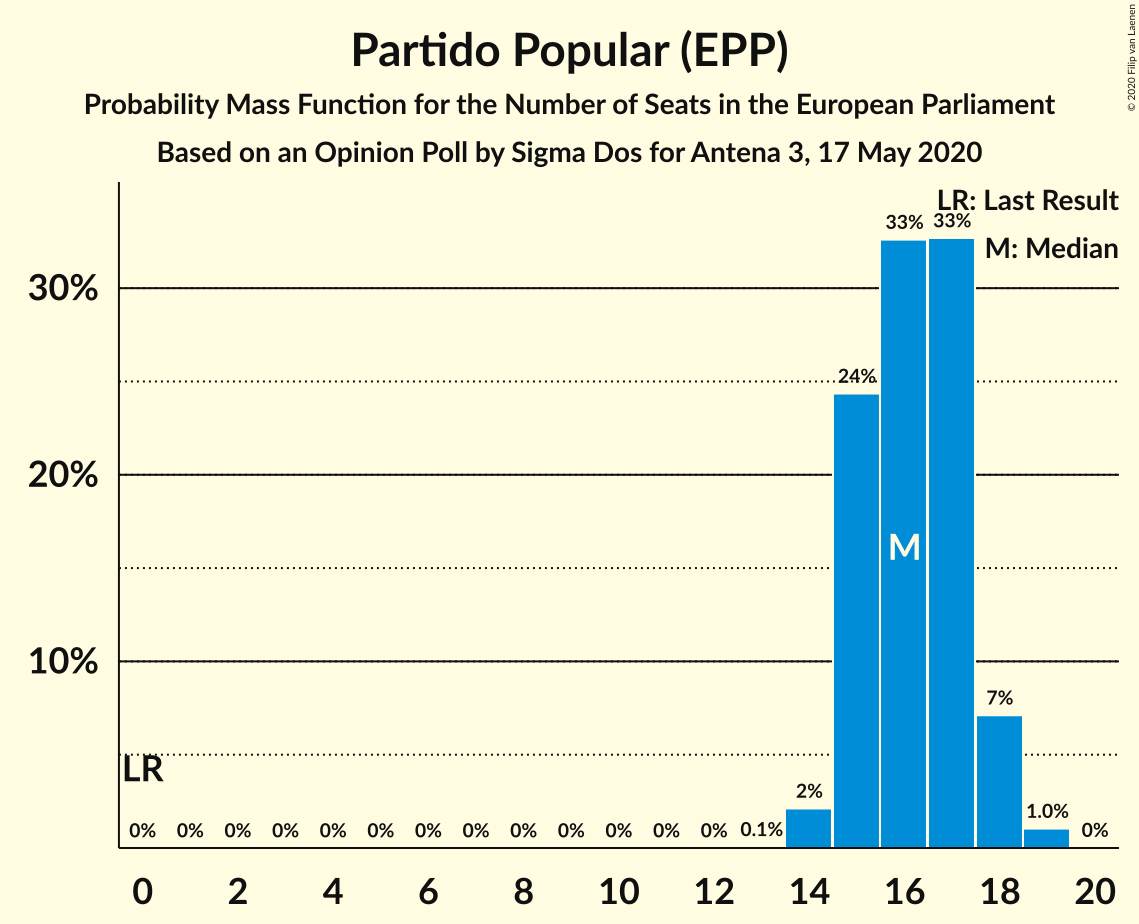 Partido Popular (EPP)
Probability Mass Function for the Number of Seats in the European Parliament
Based on an Opinion Poll by Sigma Dos for Antena 3, 17 May 2020
© 2020 Filip van Laenen
LR: Last Result
M: Median
33% 33%
30%
24%
20%
M
10%
7%
LR
2%
1.0%
0% 0% 0% 0% 0% 0% 0% 0% 0% 0% 0% 0% 0% 0.1% 0%
0 2 4 6 8 10 12 14 16 18 20